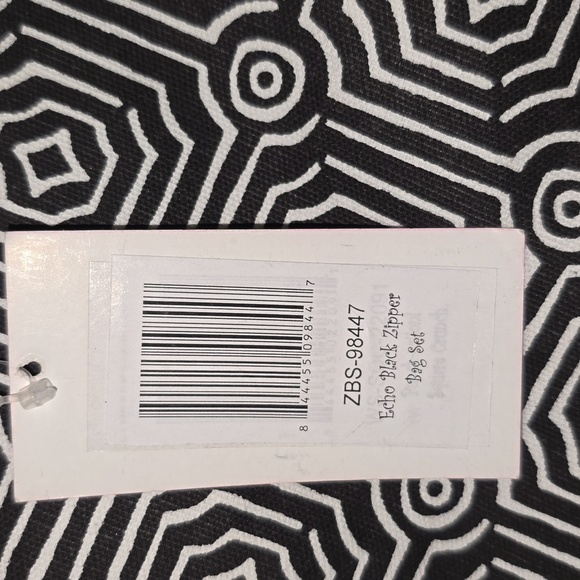 8 44455 09844 7
ZBS-98447
Echo Black Zipper
Bag Set